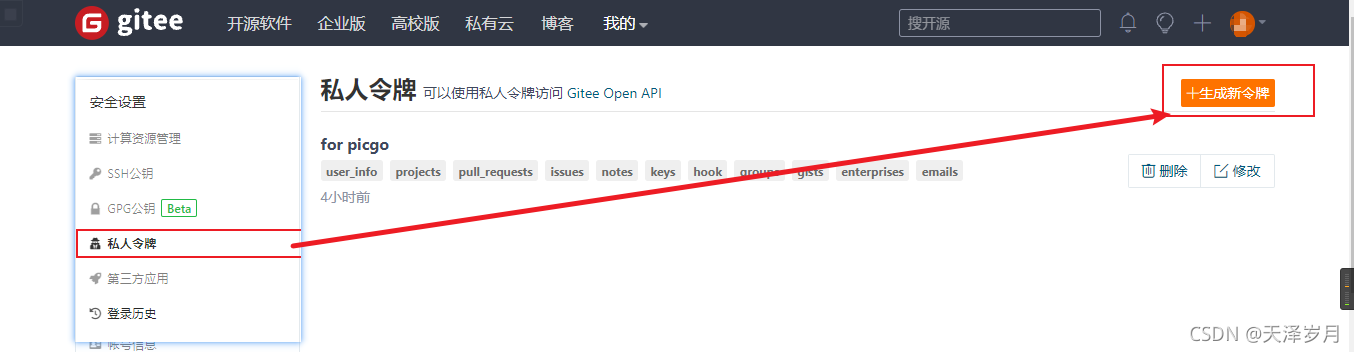 gitee 开源软件 企业版 高校版 私有云 博客 我的 搜开源
安全设置
计算资源管理
SSH公钥
GPG公钥 Beta
私人令牌
第三方应用
登录历史
帐号信息
私人令牌 可以使用私人令牌访问 Gitee Open API
+生成新令牌
for picgo
user_info projects pull_requests issues notes keys hook groups gists enterprises emails
4小时前
删除 修改
CSDN @天泽岁月